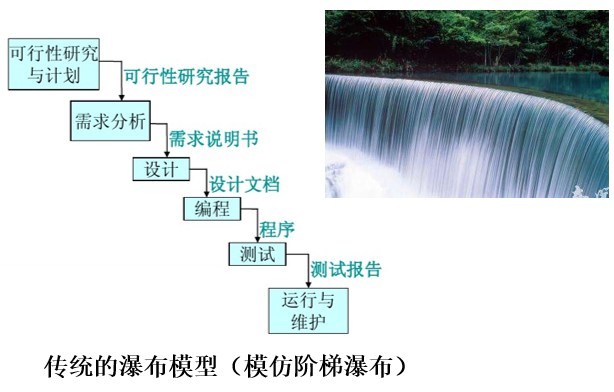 可行性研究
与计划
可行性研究报告
需求分析
需求说明书
设计
设计文档
编程
程序
测试
测试报告
运行与
维护
传统的瀑布模型（模仿阶梯瀑布）